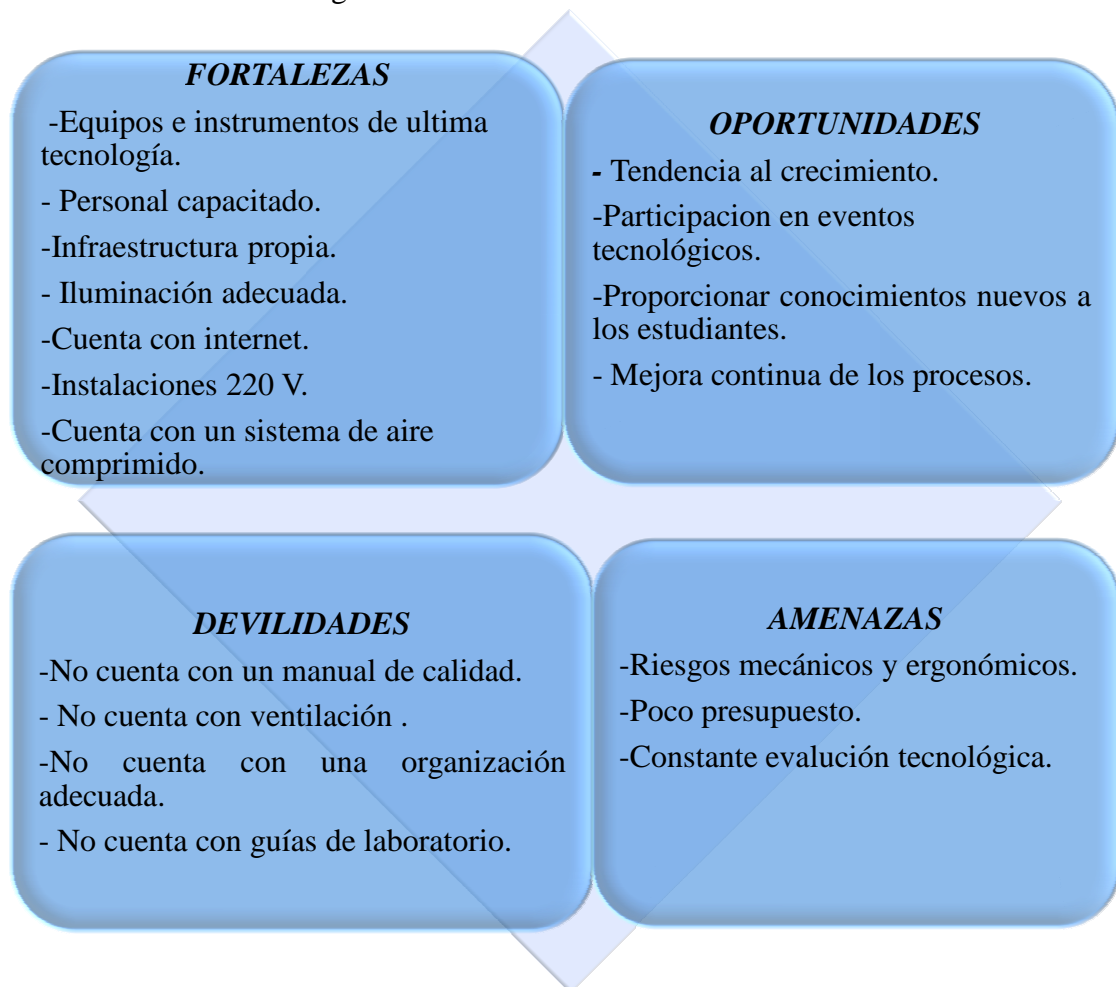 FORTALEZAS
-Equipos e instrumentos de ultima
tecnología.
- Personal capacitado.
-Infraestructura propia.
- Iluminación adecuada.
-Cuenta con internet.
-Instalaciones 220 V.
-Cuenta con un sistema de aire
comprimido.
OPORTUNIDADES
- Tendencia al crecimiento.
-Participacion en eventos
tecnológicos.
-Proporcionar conocimientos nuevos a
los estudiantes.
- Mejora continua de los procesos.
DEVILIDADES
-No cuenta con un manual de calidad.
- No cuenta con ventilación .
-No cuenta con una organización
adecuada.
- No cuenta con guías de laboratorio.
AMENAZAS
-Riesgos mecánicos y ergonómicos.
-Poco presupuesto.
-Constante evalución tecnológica.